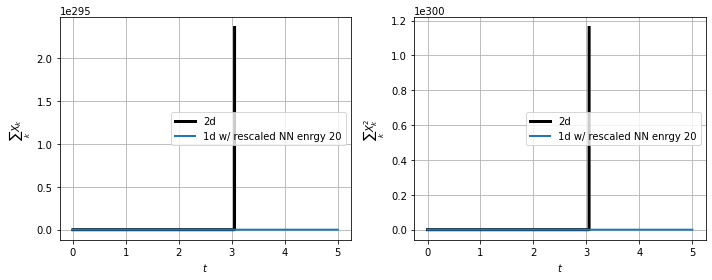 1e295
2.0
1.5
1.0
0.5
0.0
∑ₖ Xₖ
0 1 2 3 4 5
t
2d
1d w/ rescaled NN enrgy 20
1e300
1.2
1.0
0.8
0.6
0.4
0.2
0.0
∑ₖ Xₖ²
0 1 2 3 4 5
t
2d
1d w/ rescaled NN enrgy 20